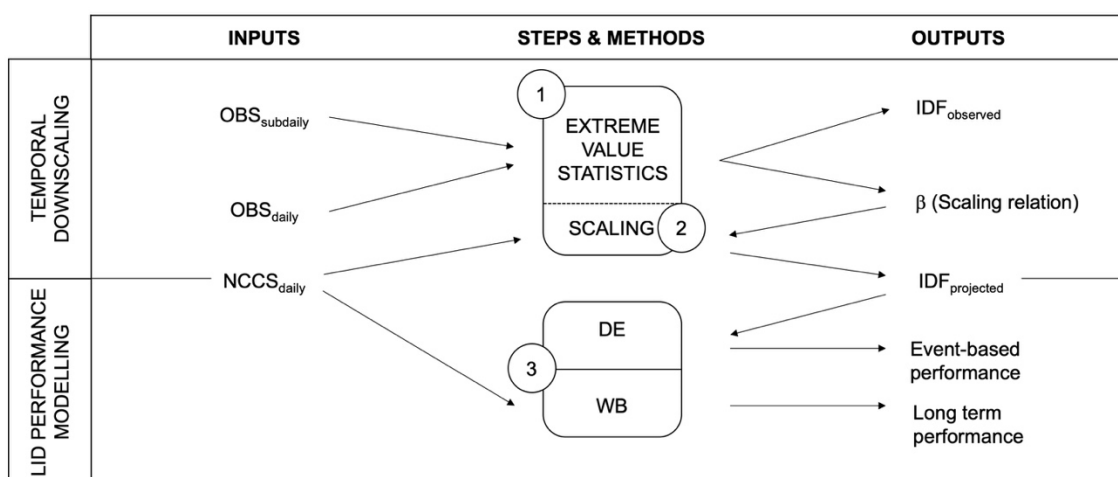 INPUTS
STEPS & METHODS
OUTPUTS
TEMPORAL
DOWNSCALING
OBSsubdaily
OBSdaily
NCCSdaily
1
EXTREME
VALUE
STATISTICS
SCALING
2
IDFobserved
β (Scaling relation)
IDFprojected
LID PERFORMANCE
MODELLING
3
DE
WB
Event-based
performance
Long term
performance